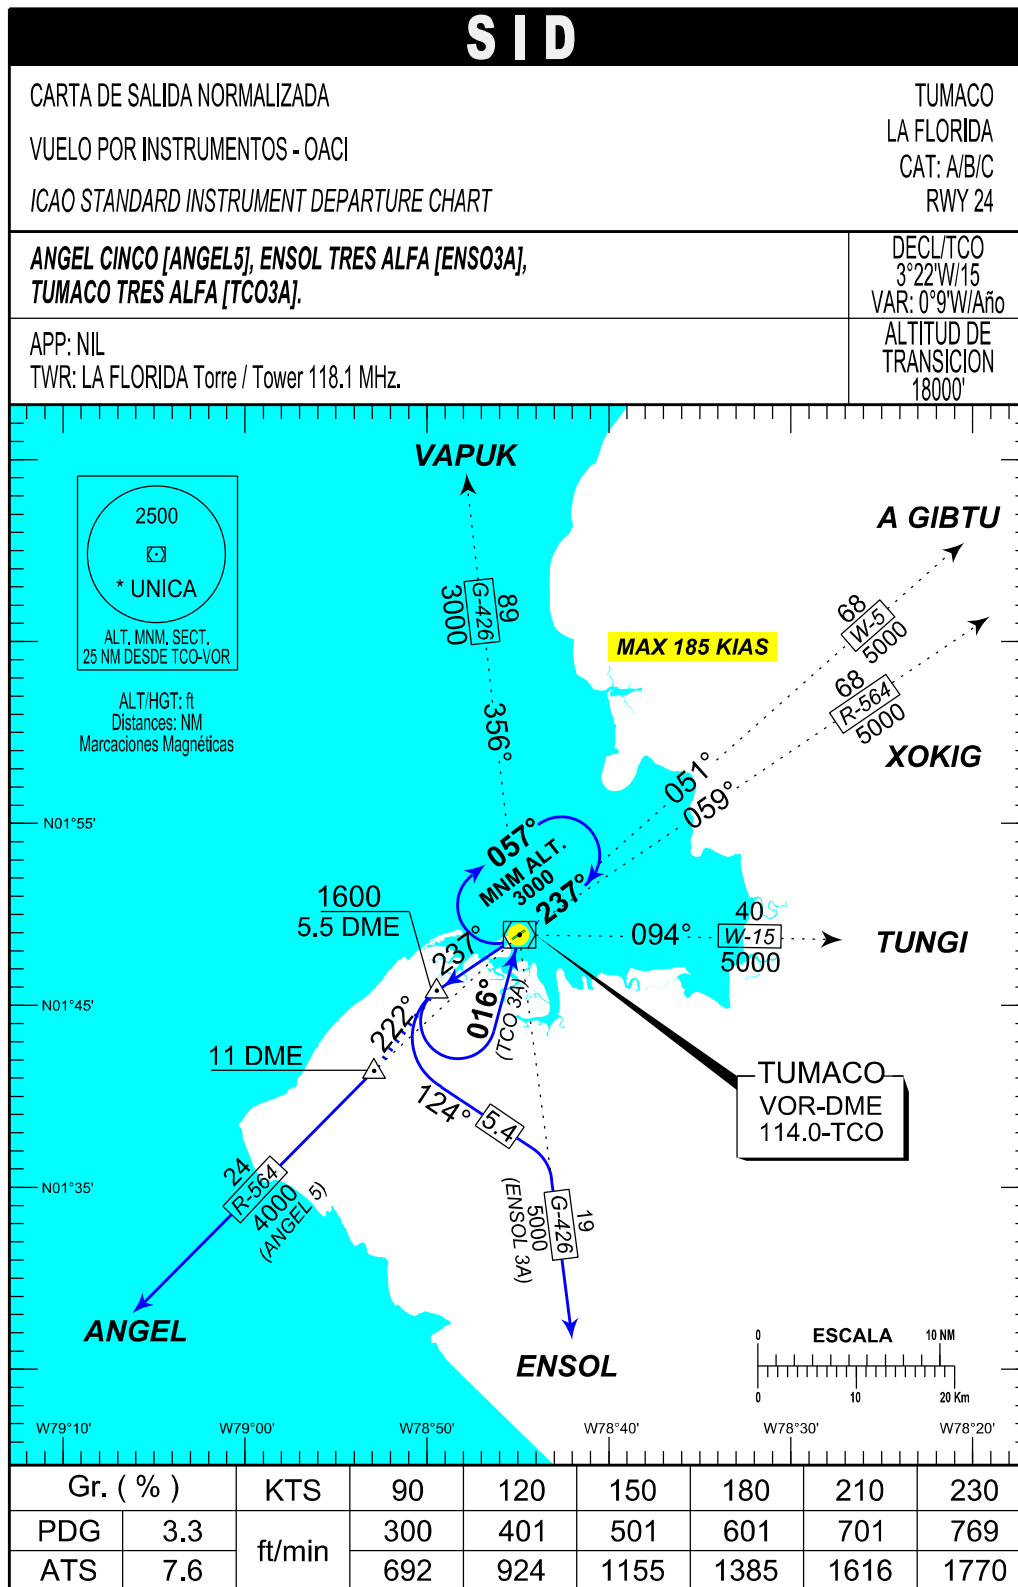 SID
CARTA DE SALIDA NORMALIZADA
VUELO POR INSTRUMENTOS - OACI
ICAO STANDARD INSTRUMENT DEPARTURE CHART
TUMACO
LA FLORIDA
CAT: A/B/C
RWY 24
ANGEL CINCO [ANGEL5], ENSOL TRES ALFA [ENSO3A],
TUMACO TRES ALFA [TCO3A].
DECL/TCO
3°22'W/15
VAR: 0°9'W/Año
APP: NIL
TWR: LA FLORIDA Torre / Tower 118.1 MHz.
ALTITUD DE
TRANSICION
18000'
VAPUK
2500
* UNICA
ALT. MNM. SECT.
25 NM DESDE TCO-VOR
ALT/HGT: ft
Distances: NM
Marcaciones Magnéticas
89
G-426
3000
356°
MAX 185 KIAS
A GIBTU
68
W-5
5000
68
R-564
5000
XOKIG
051°
059°
N01°55'
057°
MNM ALT.
3000
237°
1600
5.5 DME
237°
094°
40
W-15
5000
TUNGI
N01°45'
222°
016°
(TCO 3A)
11 DME
TUMACO
VOR-DME
114.0-TCO
124°
5.4
N01°35'
24
R-564
4000
(ANGEL 5)
19
G-426
5000
(ENSOL 3A)
ANGEL
ENSOL
0 ESCALA 10 NM
0 10 20 Km
W79°10' W79°00' W78°50' W78°40' W78°30' W78°20'
Gr. ( % ) KTS 90 120 150 180 210 230
PDG 3.3 ft/min 300 401 501 601 701 769
ATS 7.6 692 924 1155 1385 1616 1770